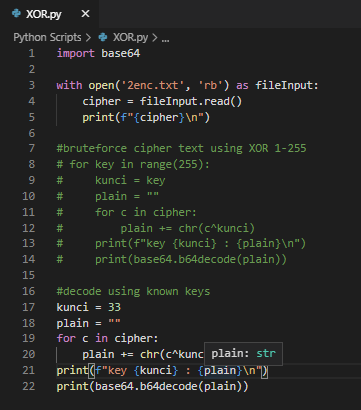 XOR.py
Python Scripts > XOR.py > ...
1 import base64
2
3 with open('2enc.txt', 'rb') as fileInput:
4     cipher = fileInput.read()
5     print(f"{cipher}\n")
6
7 #bruteforce cipher text using XOR 1-255
8 # for key in range(255):
9 #     kunci = key
10 #     plain = ""
11 #     for c in cipher:
12 #         plain += chr(c^kunci)
13 #     print(f"key {kunci} : {plain}\n")
14 #     print(base64.b64decode(plain))
15
16 #decode using known keys
17 kunci = 33
18 plain = ""
19 for c in cipher:
20     plain += chr(c^kunc plain: str
21 print(f"key {kunci} : {plain}\n")
22 print(base64.b64decode(plain))